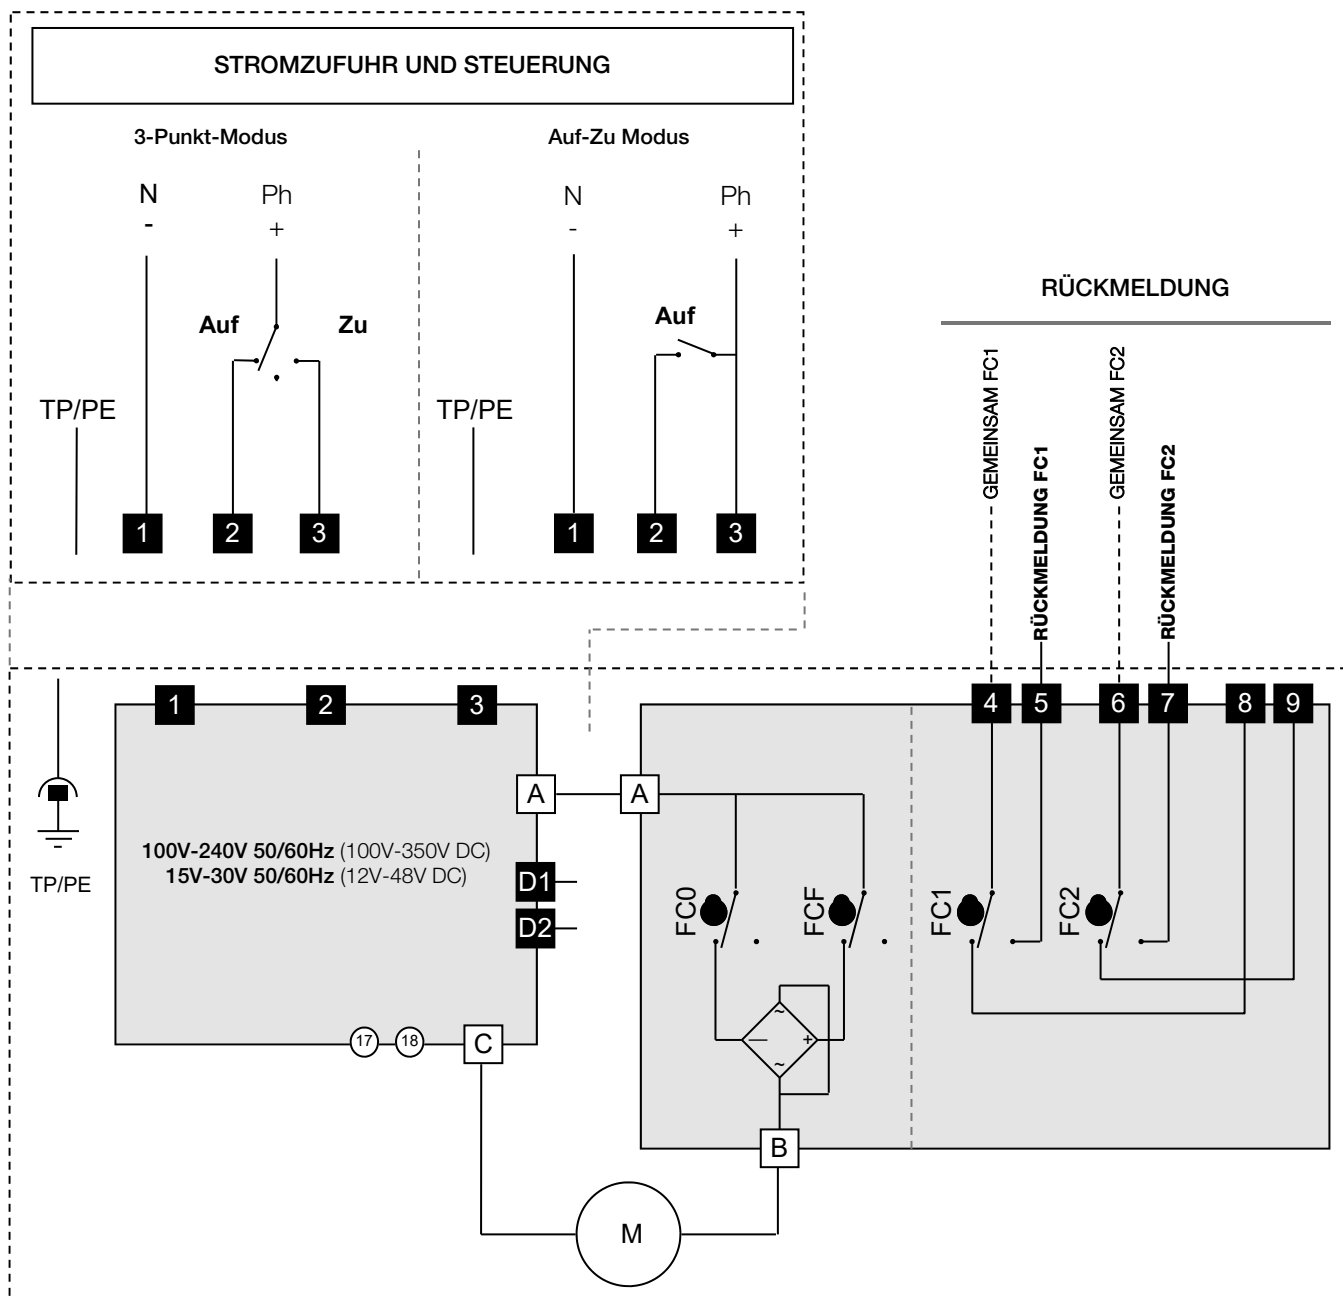 STROMZUFUHR UND STEUERUNG
3-Punkt-Modus
Auf-Zu Modus
N
Ph
N
Ph
-
+
-
+
Auf
Zu
Auf
TP/PE
TP/PE
1
2
3
1
2
3
RÜCKMELDUNG
GEMEINSAM FC1
RÜCKMELDUNG FC1
GEMEINSAM FC2
RÜCKMELDUNG FC2
1
2
3
4
5
6
7
8
9
A
A
100V-240V 50/60Hz (100V-350V DC)
15V-30V 50/60Hz (12V-48V DC)
TP/PE
D1
D2
FC0
FCF
FC1
FC2
~
—
+
~
17
18
C
B
M